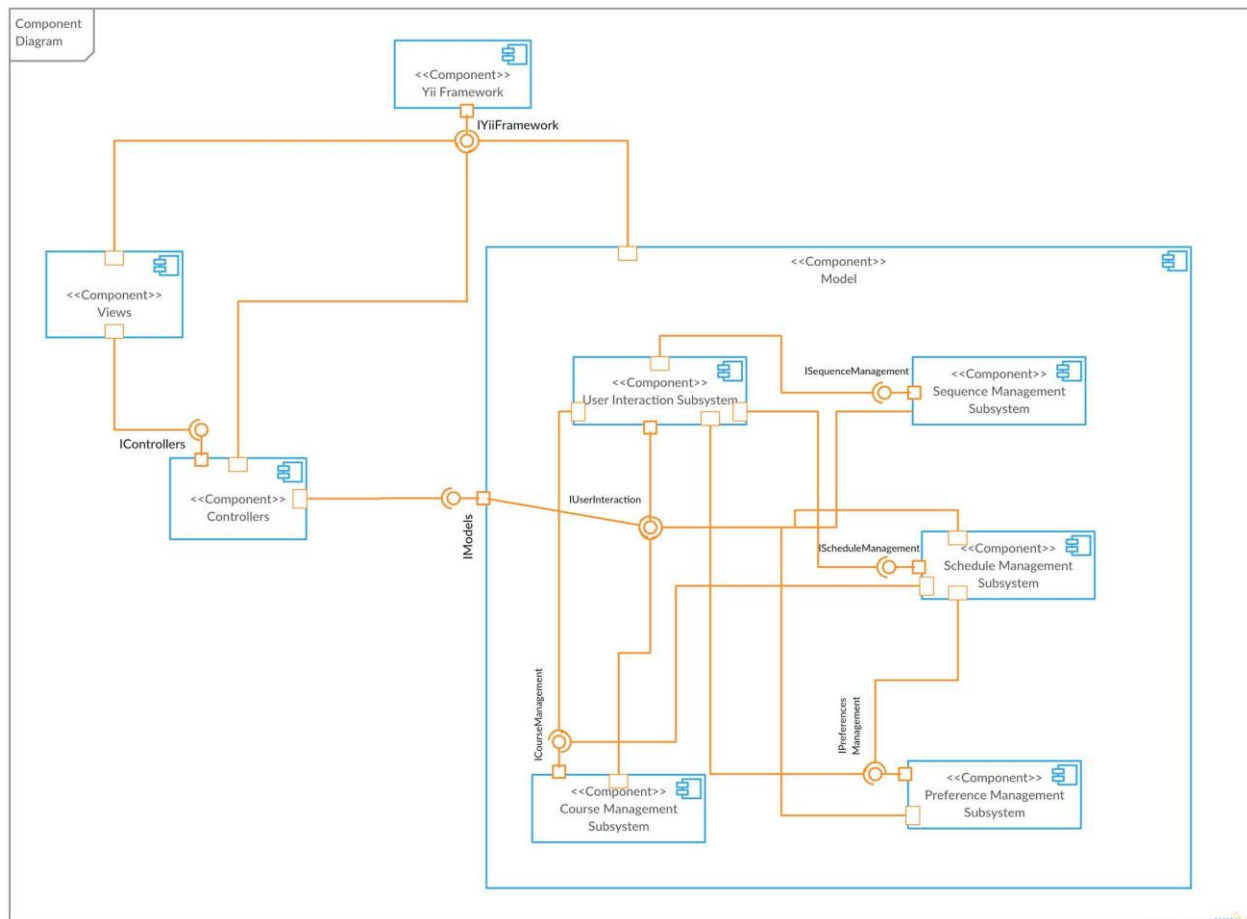 Component
Diagram
<<Component>>
Yii Framework
IYiiFramework
<<Component>>
Views
<<Component>>
Model
<<Component>>
User Interaction Subsystem
ISequenceManagement
<<Component>>
Sequence Management
Subsystem
IControllers
<<Component>>
Controllers
IModels
IUserInteraction
IScheduleManagement
<<Component>>
Schedule Management
Subsystem
ICourseManagement
IPreferences
Management
<<Component>>
Course Management
Subsystem
<<Component>>
Preference Management
Subsystem